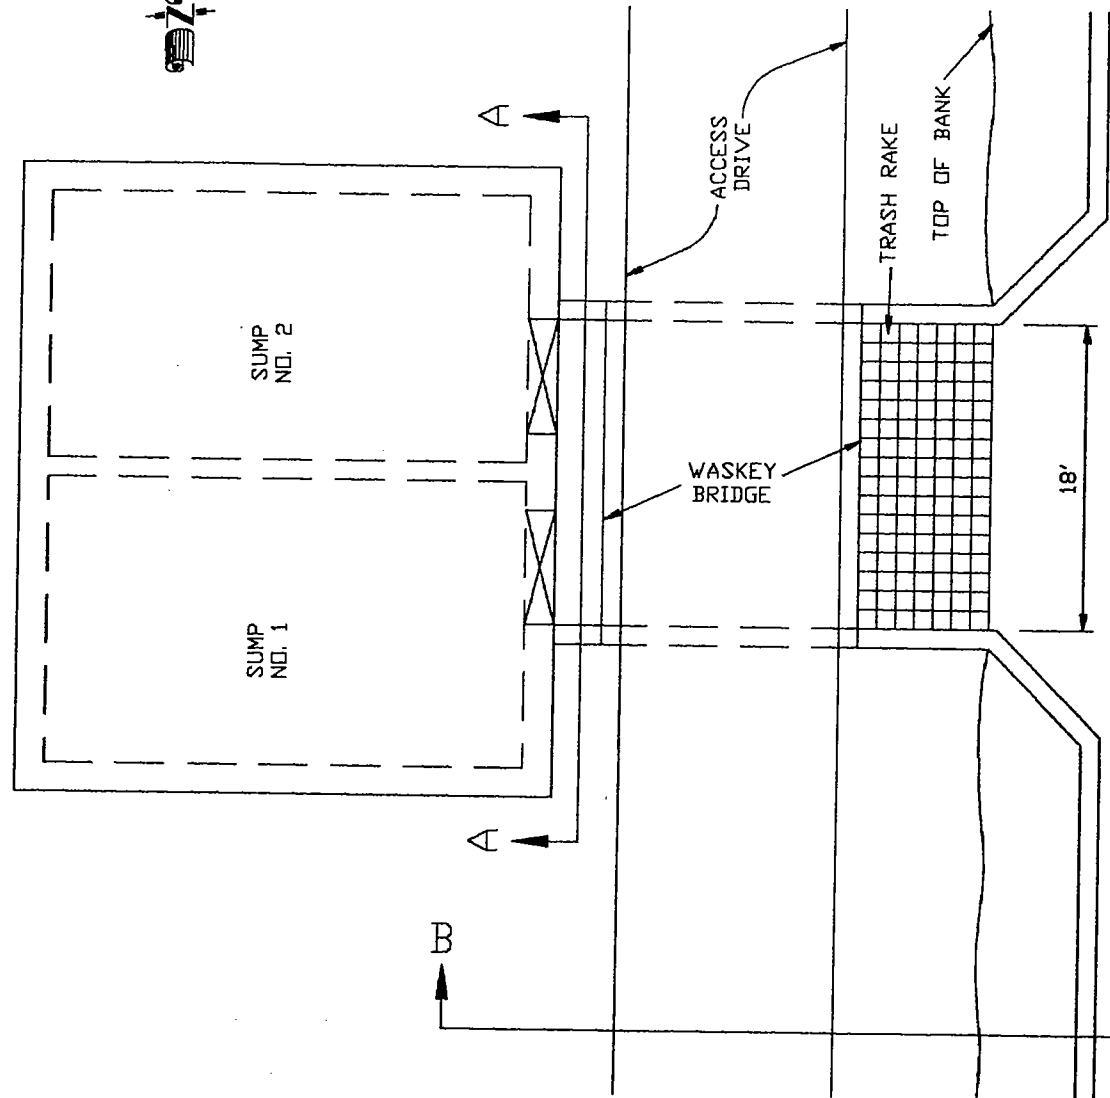 A
ACCESS
DRIVE
TRASH RAKE
TOP OF BANK
SUMP
NO. 2
WASKEY
BRIDGE
18'
SUMP
NO. 1
A
B